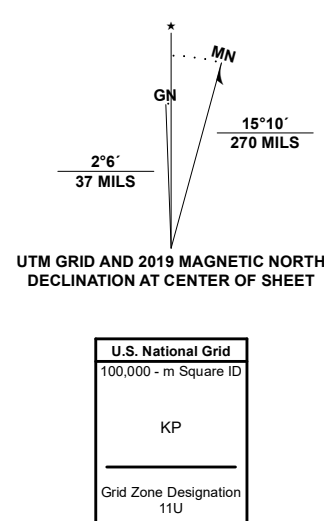 ★
MN
GN
15°10´
270 MILS
2°6´
37 MILS
UTM GRID AND 2019 MAGNETIC NORTH
DECLINATION AT CENTER OF SHEET
U.S. National Grid
100,000 - m Square ID
KP
Grid Zone Designation
11U